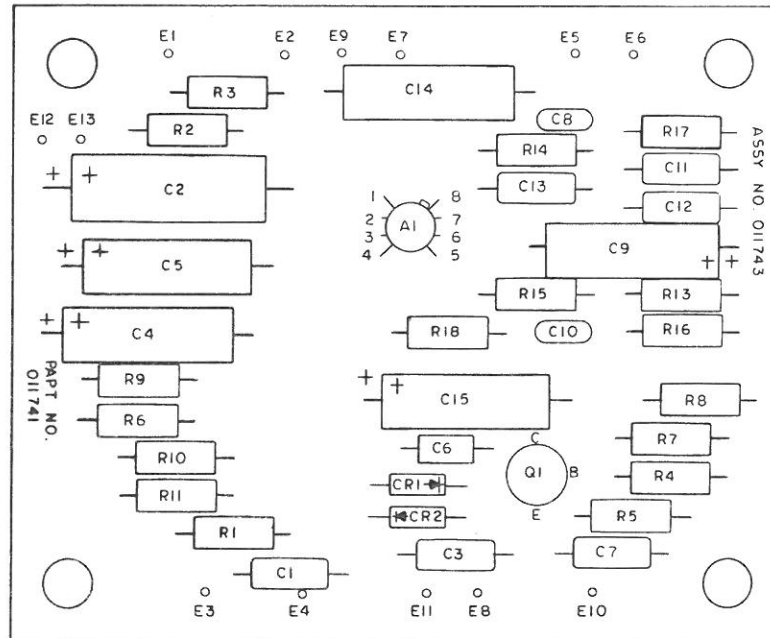 E1
E2
E9
E7
E5
E6
R3
C14
E12
E13
R2
C8
R17
R14
C11
+ + C2
C13
C12
1
2
3
4
A1
8
7
6
5
+ + C5
C9
+ +
ASSY NO. 011743
R15
R13
+ + C4
R18
C10
R16
PAPT NO.
011741
R9
+ + C15
R8
R6
C6
C
R7
R10
CR1
Q1
B
R4
R11
CR2
E
R5
R1
C3
C7
C1
E3
E4
E11
E8
E10